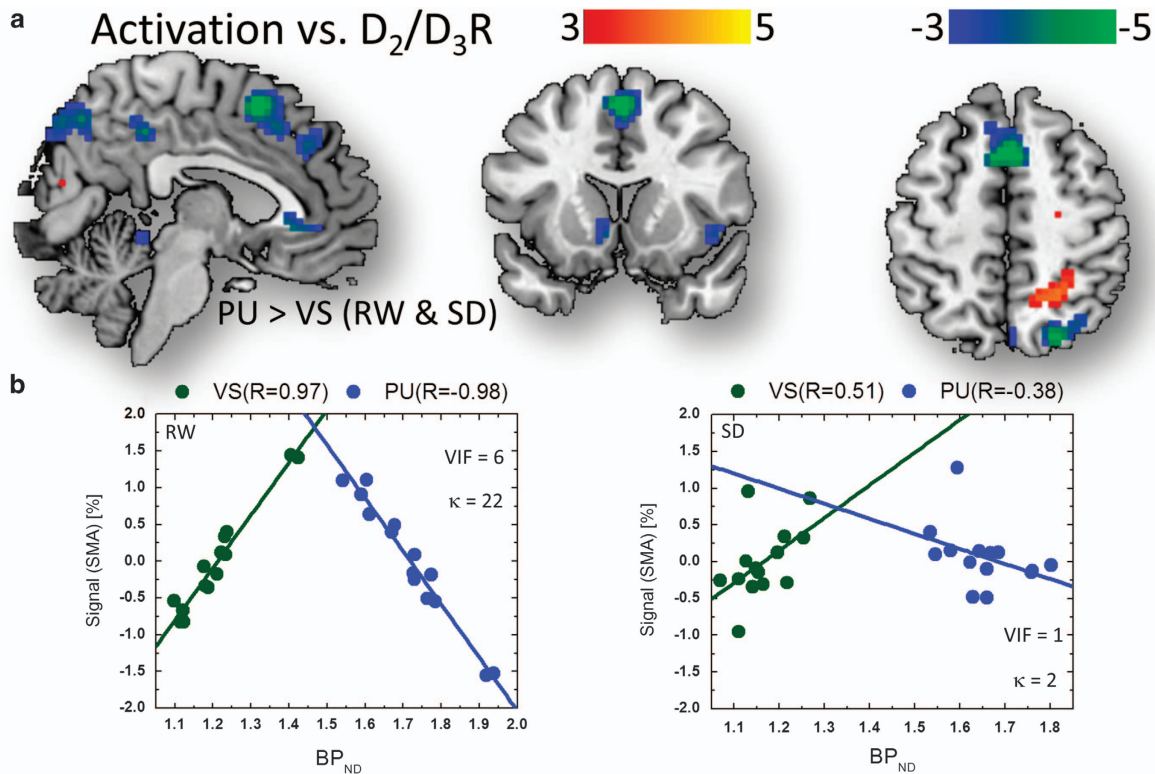 a
Activation vs. D₂/D₃R 3 5 -3 -5
PU > VS (RW & SD)
b
VS(R=0.97) PU(R=-0.98)
RW
VIF = 6
κ = 22
Signal (SMA) [%]
2.0
1.5
1.0
0.5
0.0
-0.5
-1.0
-1.5
-2.0
1.1 1.2 1.3 1.4 1.5 1.6 1.7 1.8 1.9 2.0
BP_ND
VS(R=0.51) PU(R=-0.38)
SD
VIF = 1
κ = 2
Signal (SMA) [%]
2.0
1.5
1.0
0.5
0.0
-0.5
-1.0
-1.5
-2.0
1.1 1.2 1.3 1.4 1.5 1.6 1.7 1.8
BP_ND